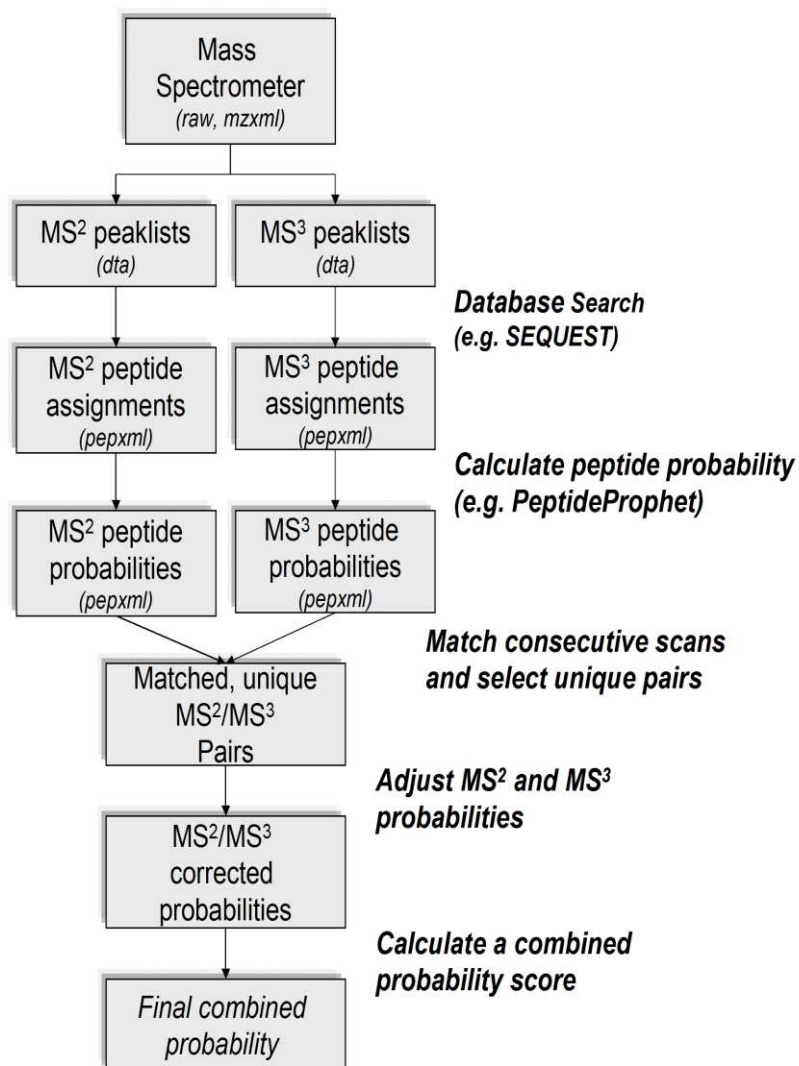 Mass
Spectrometer
(raw, mzxml)
MS² peaklists
(dta)
MS³ peaklists
(dta)
Database Search
(e.g. SEQUEST)
MS² peptide
assignments
(pepxml)
MS³ peptide
assignments
(pepxml)
Calculate peptide probability
(e.g. PeptideProphet)
MS² peptide
probabilities
(pepxml)
MS³ peptide
probabilities
(pepxml)
Match consecutive scans
and select unique pairs
Matched, unique
MS²/MS³
Pairs
Adjust MS² and MS³
probabilities
MS²/MS³
corrected
probabilities
Calculate a combined
probability score
Final combined
probability